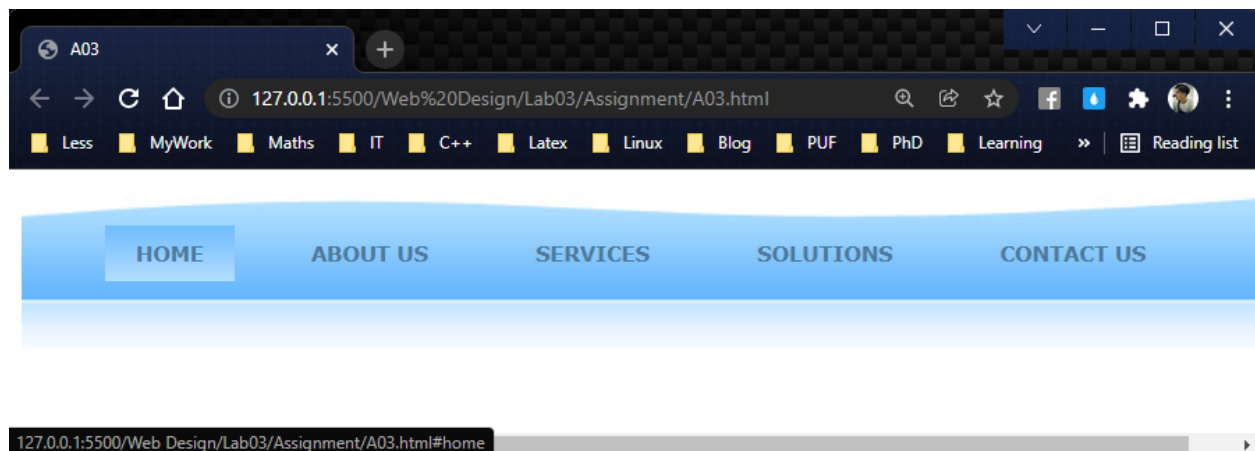 A03
127.0.0.1:5500/Web%20Design/Lab03/Assignment/A03.html
Less MyWork Maths IT C++ Latex Linux Blog PUF PhD Learning » Reading list
HOME ABOUT US SERVICES SOLUTIONS CONTACT US
127.0.0.1:5500/Web Design/Lab03/Assignment/A03.html#home